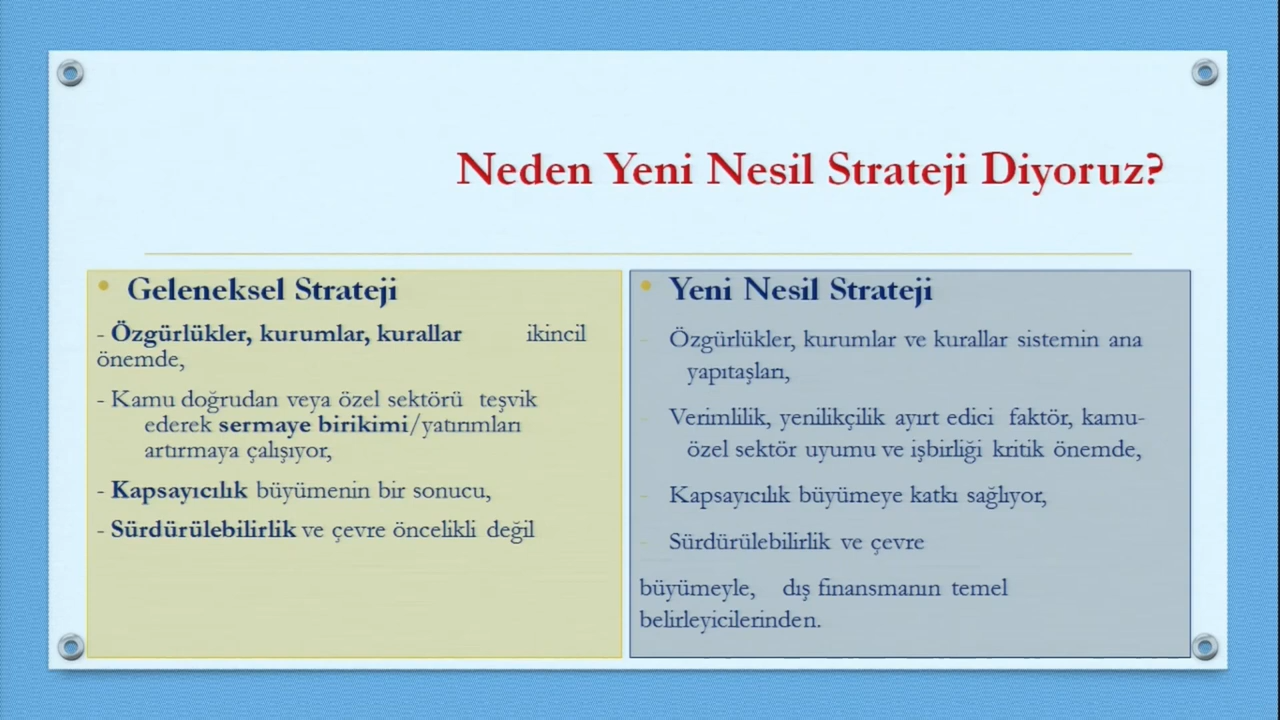 Neden Yeni Nesil Strateji Diyoruz?
• Geleneksel Strateji
- Özgürlükler, kurumlar, kurallar ikincil
önemde,
- Kamu doğrudan veya özel sektörü teşvik
ederek sermaye birikimi/yatırımları
artırmaya çalışıyor,
- Kapsayıcılık büyümenin bir sonucu,
- Sürdürülebilirlik ve çevre öncelikli değil
• Yeni Nesil Strateji
- Özgürlükler, kurumlar ve kurallar sistemin ana
yapıtaşları,
- Verimlilik, yenilikçilik ayırt edici faktör, kamu-
özel sektör uyumu ve işbirliği kritik önemde,
- Kapsayıcılık büyümeye katkı sağlıyor,
- Sürdürülebilirlik ve çevre
büyümeyle, dış finansmanın temel
belirleyicilerinden.